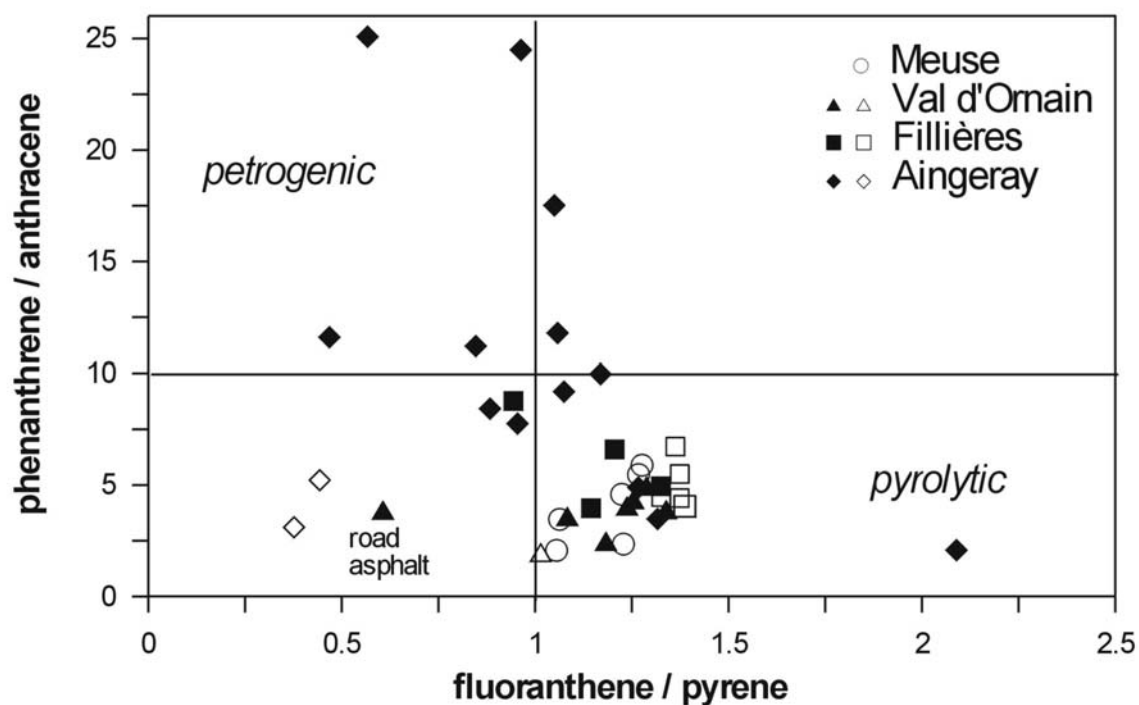 25
20
15
10
5
0
phenanthrene / anthracene
petrogenic
Meuse
Val d'Ornain
Fillières
Aingeray
pyrolytic
road
asphalt
0
0.5
1
1.5
2
2.5
fluoranthene / pyrene